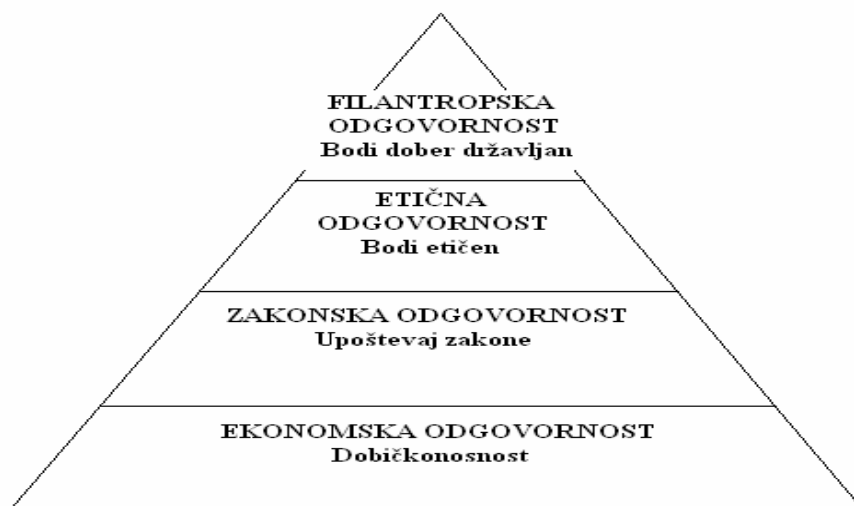 FILANTROPSKA
ODGOVORNOST
Bodi dober državljan
ETIČNA
ODGOVORNOST
Bodi etičen
ZAKONSKA ODGOVORNOST
Upoštevaj zakone
EKONOMSKA ODGOVORNOST
Dobičkonosnost